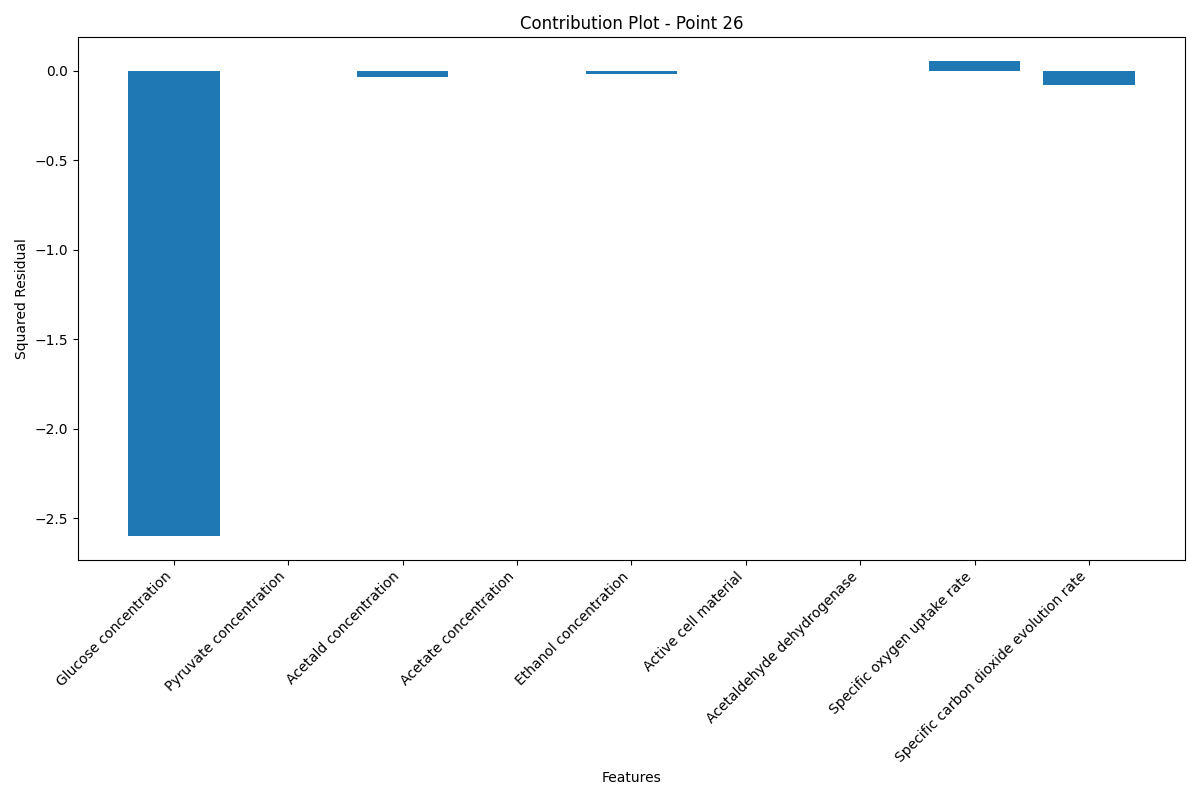 Contribution Plot - Point 26
Squared Residual
0.0
−0.5
−1.0
−1.5
−2.0
−2.5
Glucose concentration
Pyruvate concentration
Acetald concentration
Acetate concentration
Ethanol concentration
Active cell material
Acetaldehyde dehydrogenase
Specific oxygen uptake rate
Specific carbon dioxide evolution rate
Features